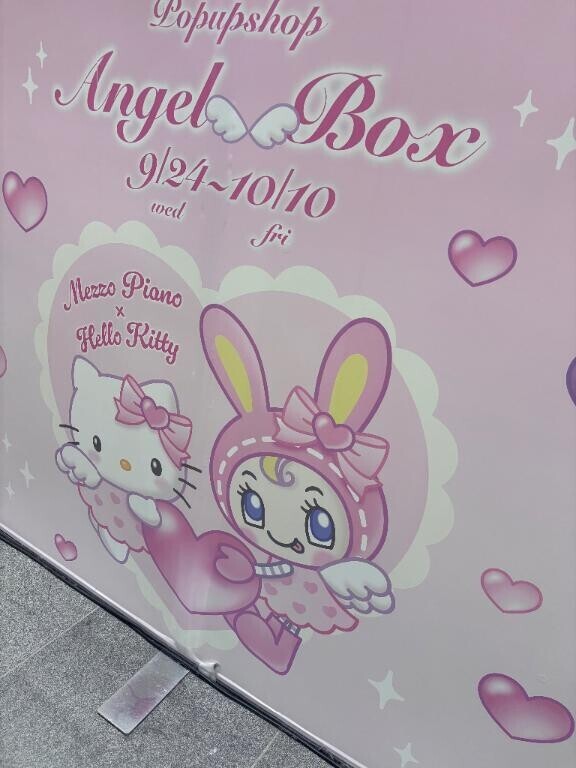 Popupshop
Angel Box
9/24~10/10
wed
fri
Mezzo Piano
x
Hello Kitty